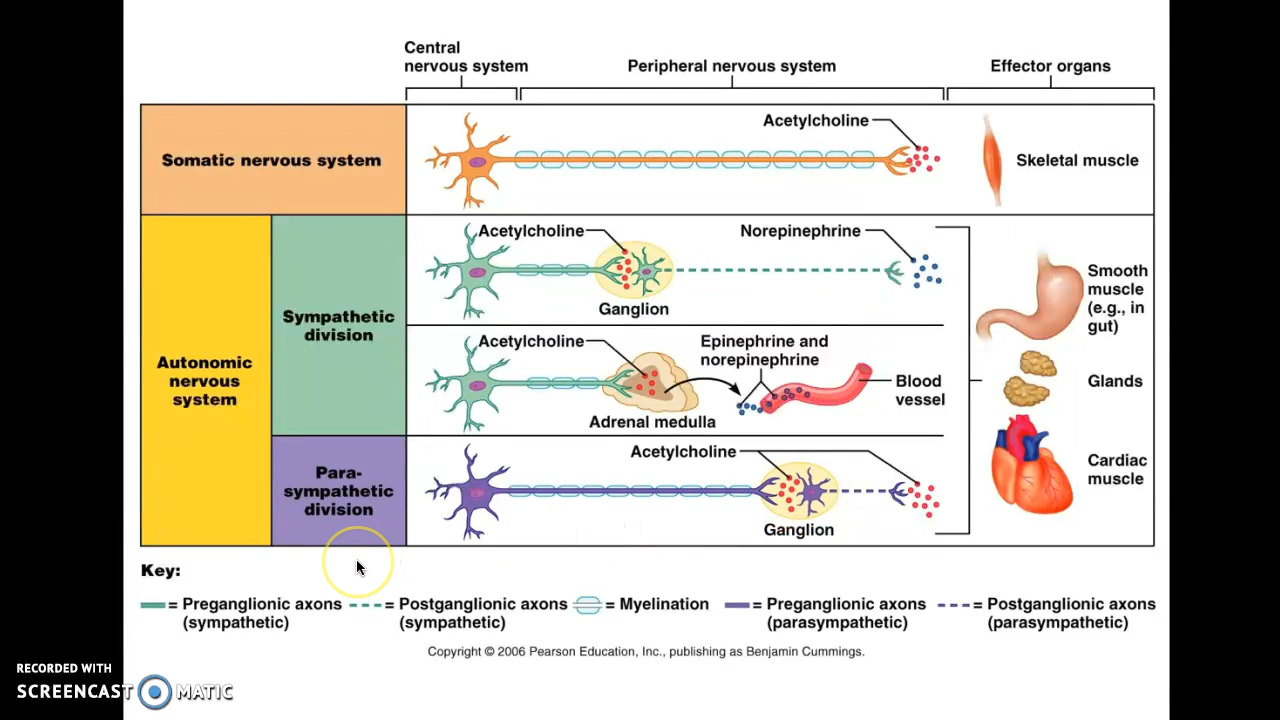 Central
nervous system
Peripheral nervous system
Effector organs
Somatic nervous system
Acetylcholine
Skeletal muscle
Autonomic
nervous
system
Sympathetic
division
Acetylcholine
Norepinephrine
Ganglion
Acetylcholine
Epinephrine and
norepinephrine
Blood
vessel
Adrenal medulla
Para-
sympathetic
division
Acetylcholine
Ganglion
Smooth
muscle
(e.g., in
gut)
Glands
Cardiac
muscle
Key:
= Preganglionic axons
(sympathetic)
= Postganglionic axons
(sympathetic)
= Myelination
= Preganglionic axons
(parasympathetic)
= Postganglionic axons
(parasympathetic)
Copyright © 2006 Pearson Education, Inc., publishing as Benjamin Cummings.
RECORDED WITH
SCREENCAST MATIC